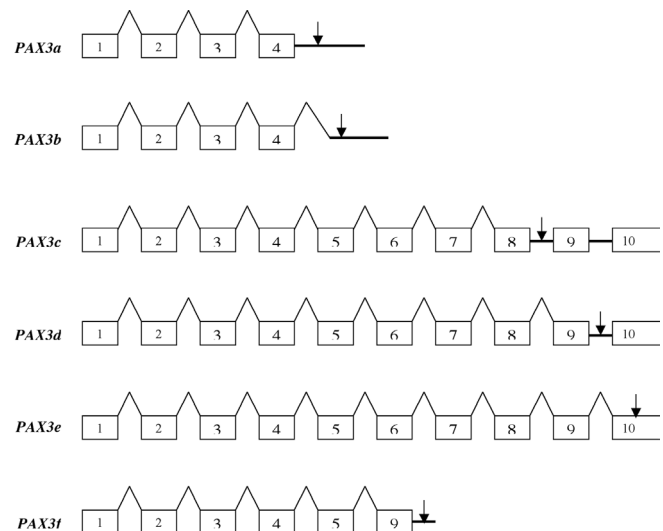 PAX3a 1 2 3 4
PAX3b 1 2 3 4
PAX3c 1 2 3 4 5 6 7 8 9 10
PAX3d 1 2 3 4 5 6 7 8 9 10
PAX3e 1 2 3 4 5 6 7 8 9 10
1 2 3 4 5 9